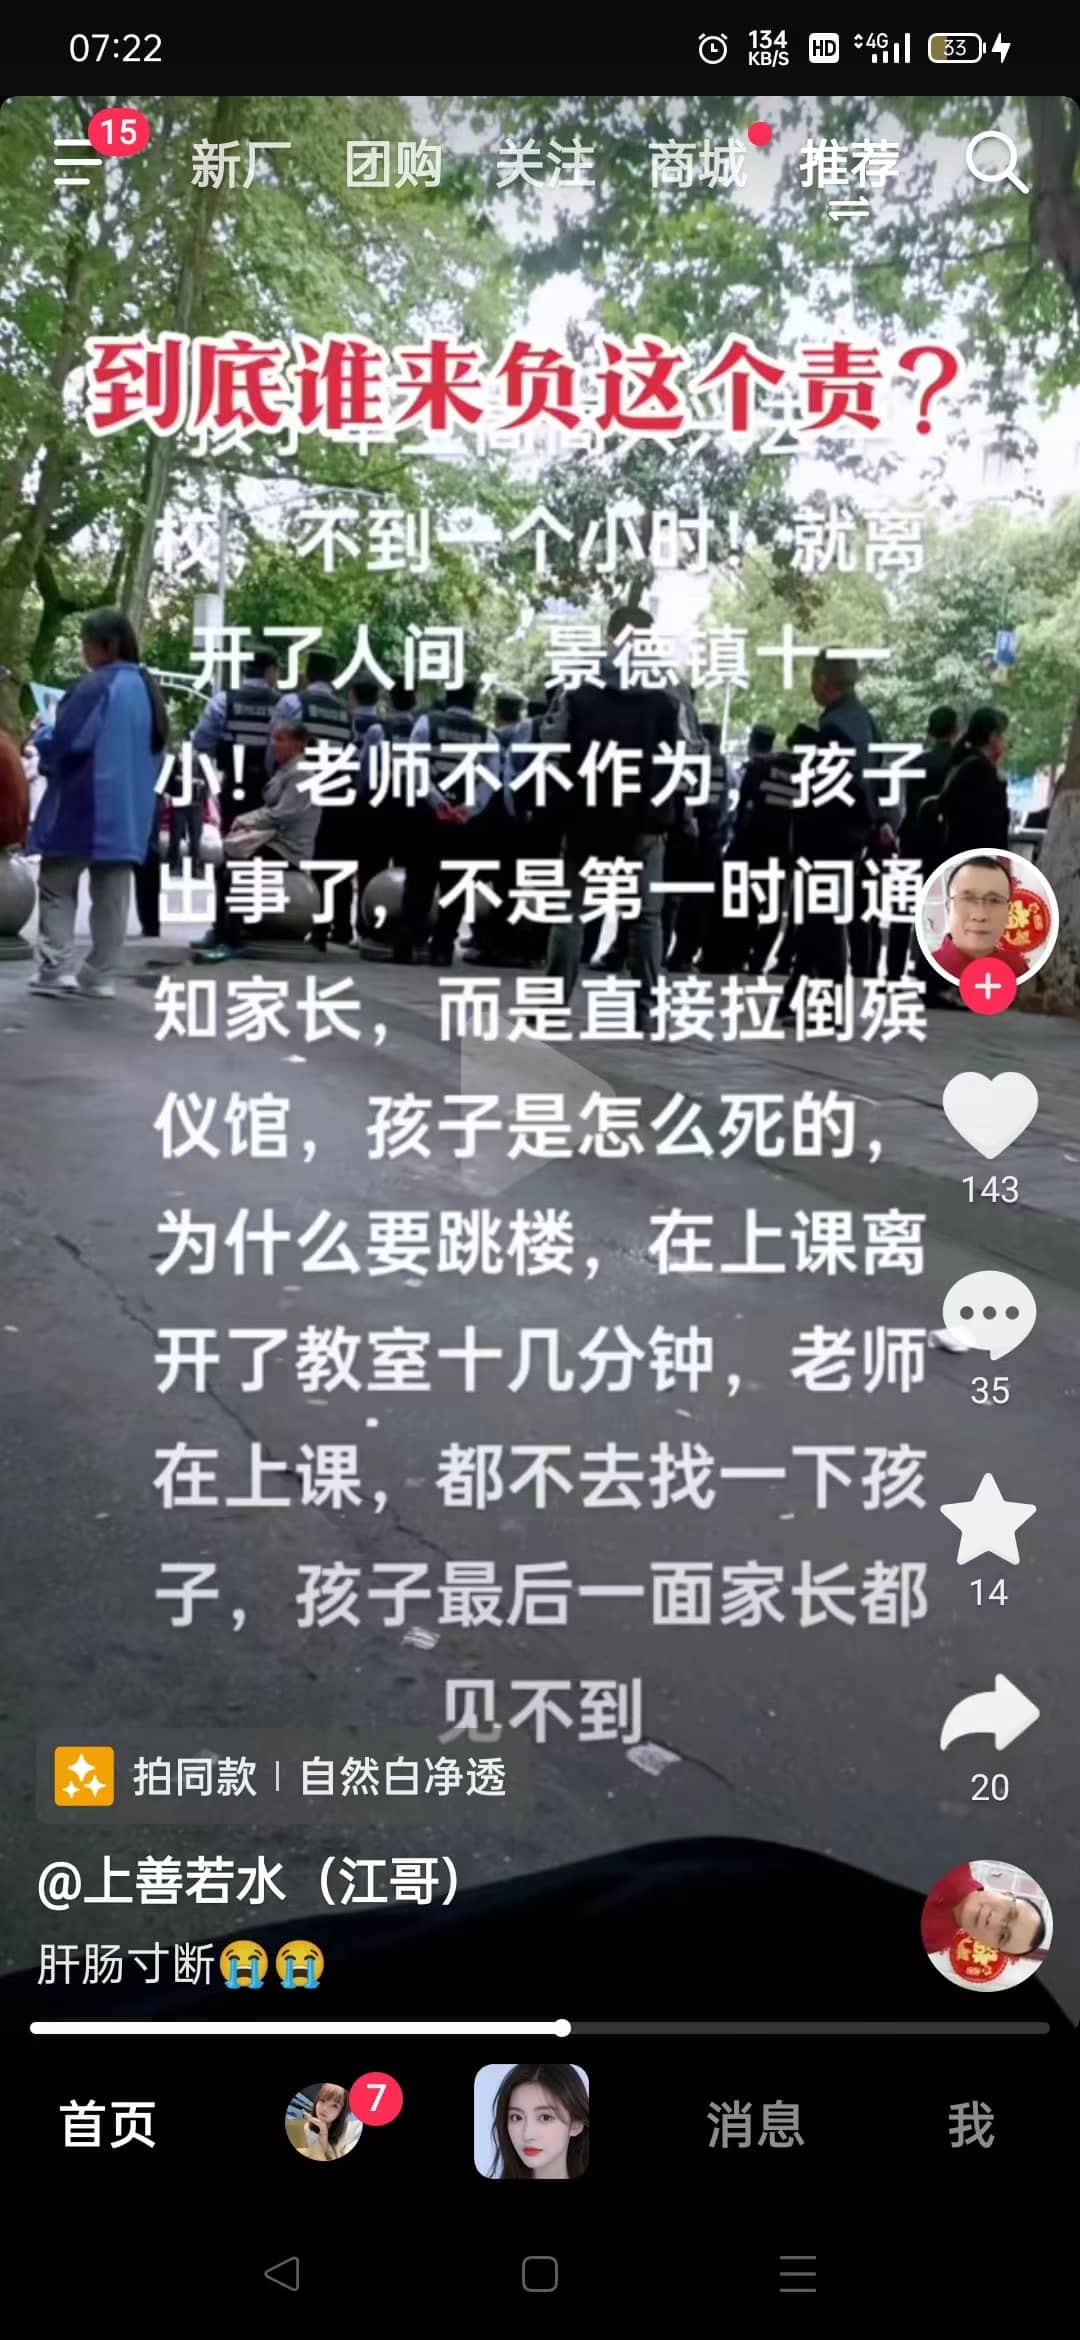 07:22
134
KB/S
HD
4G
33
15
新厂 团购 关注 商城 推荐
到底谁来负这个责？
校，不到一个小时！就离
开了人间，景德镇十一
小！老师不不作为，孩子
出事了，不是第一时间通
知家长，而是直接拉倒殡
仪馆，孩子是怎么死的，
为什么要跳楼，在上课离
开了教室十几分钟，老师
在上课，都不去找一下孩
子，孩子最后一面家长都
见不到
143
35
14
20
拍同款 | 自然白净透
@上善若水（江哥）
肝肠寸断😭😭
首页
7
消息
我